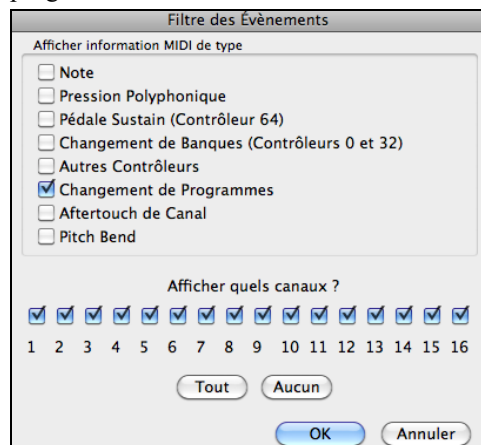 Filtre des Évènements
Afficher information MIDI de type
Note
Pression Polyphonique
Pédale Sustain (Contrôleur 64)
Changement de Banques (Contrôleurs 0 et 32)
Autres Contrôleurs
Changement de Programmes
Aftertouch de Canal
Pitch Bend
Afficher quels canaux ?
1 2 3 4 5 6 7 8 9 10 11 12 13 14 15 16
Tout Aucun
OK Annuler